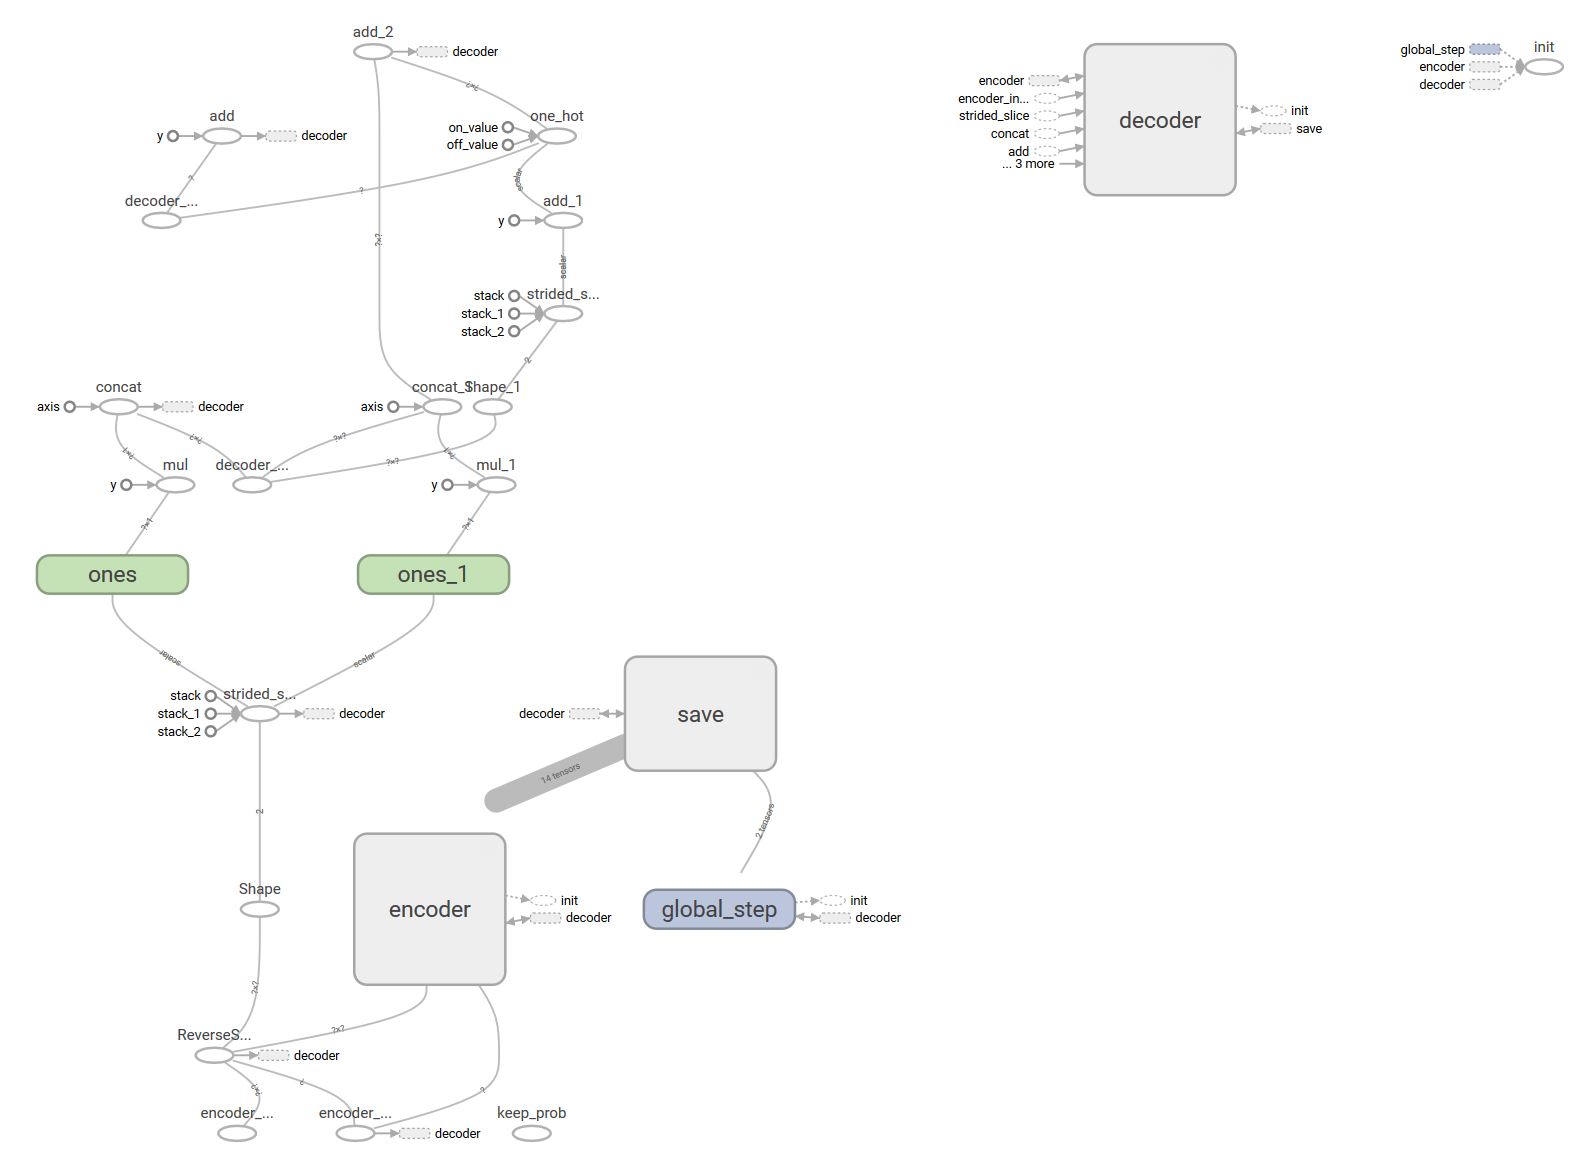 add_2
decoder
?×?
add
y
decoder
one_hot
on_value
off_value
?
scalar
decoder_...
?
add_1
y
?×?
scalar
strided_s...
stack
stack_1
stack_2
2
concat
axis
decoder
concat_1
axis
Shape_1
?×?
?×?
?×1
?×1
?×?
mul
y
decoder_...
mul_1
y
?×1
?×1
ones
ones_1
scalar
scalar
strided_s...
stack
stack_1
stack_2
decoder
2
save
decoder
14 tensors
2 tensors
Shape
encoder
init
decoder
global_step
init
decoder
?×?
?×?
ReverseS...
decoder
?×?
?
?
encoder_...
encoder_...
decoder
keep_prob
decoder
encoder
encoder_in...
strided_slice
concat
add
... 3 more
init
save
init
global_step
encoder
decoder